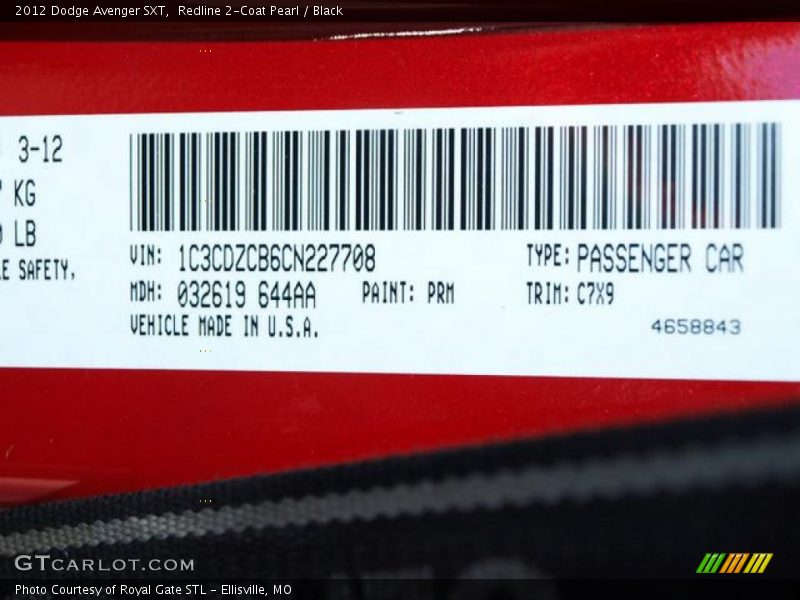 2012 Dodge Avenger SXT,  Redline 2-Coat Pearl / Black
3-12
KG
LB
SAFETY.
VIN: 1C3CDZCB6CN227708
TYPE: PASSENGER CAR
MDH: 032619 644AA
PAINT: PRM
TRIM: C7X9
VEHICLE MADE IN U.S.A.
4658843
GTCARLOT.COM
Photo Courtesy of Royal Gate STL - Ellisville, MO